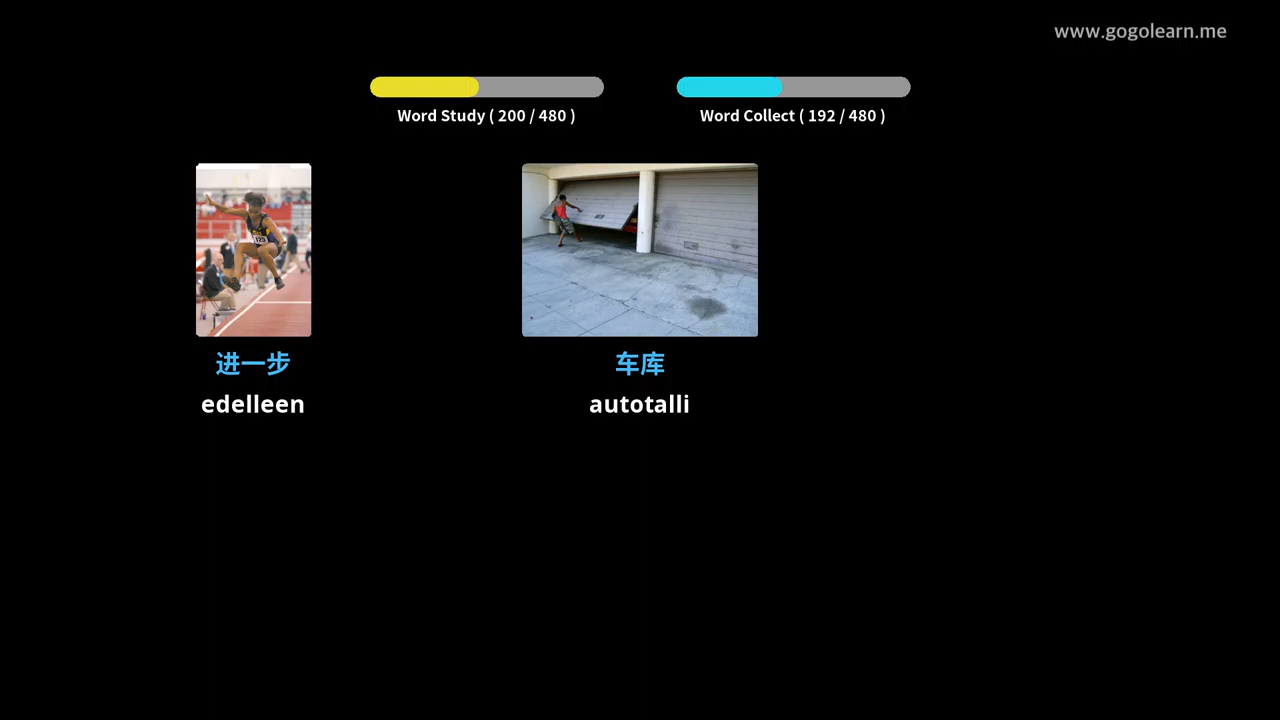 www.gogolearn.me
Word Study ( 200 / 480 )
Word Collect ( 192 / 480 )
进一步
edelleen
车库
autotalli